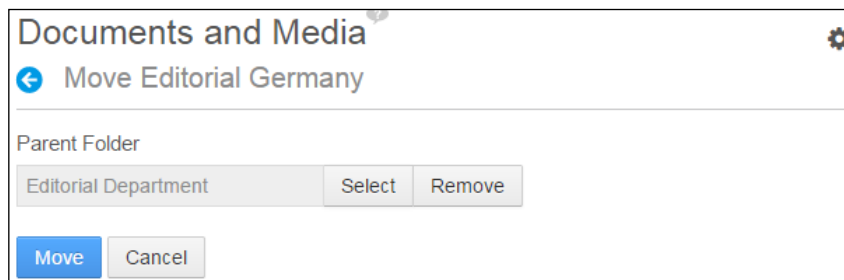 Documents and Media
Move Editorial Germany
Parent Folder
Editorial Department Select Remove
Move Cancel